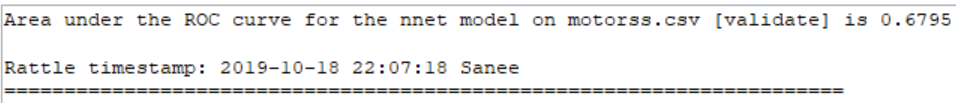 Area under the ROC curve for the nnet model on motorss.csv [validate] is 0.6795
Rattle timestamp: 2019-10-18 22:07:18 Sanee
======================================================================